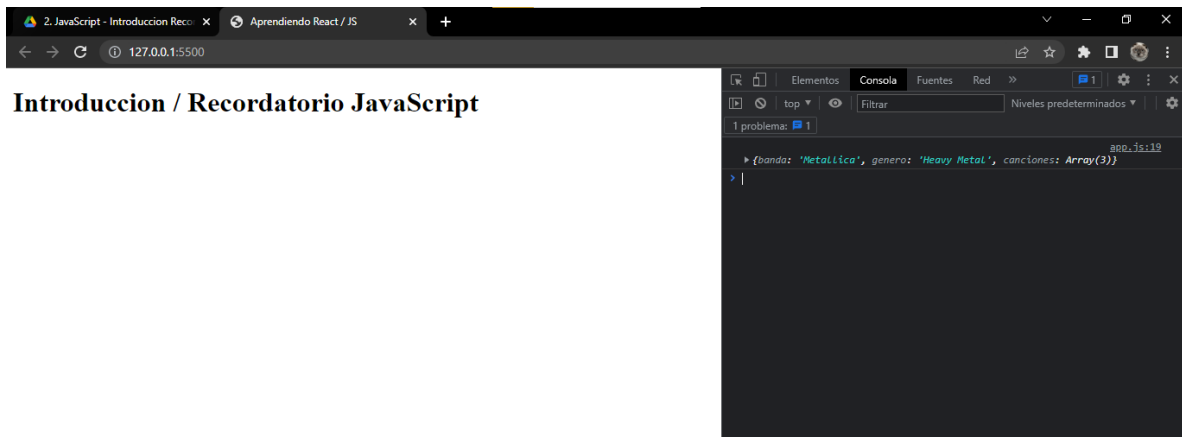 2. JavaScript - Introduccion Reco
Aprendiendo React / JS
127.0.0.1:5500
Introduccion / Recordatorio JavaScript
Elementos Consola Fuentes Red » 1
top ▼ Filtrar Niveles predeterminados ▼
1 problema: 1
app.js:19
{banda: 'Metallica', genero: 'Heavy Metal', canciones: Array(3)}
>